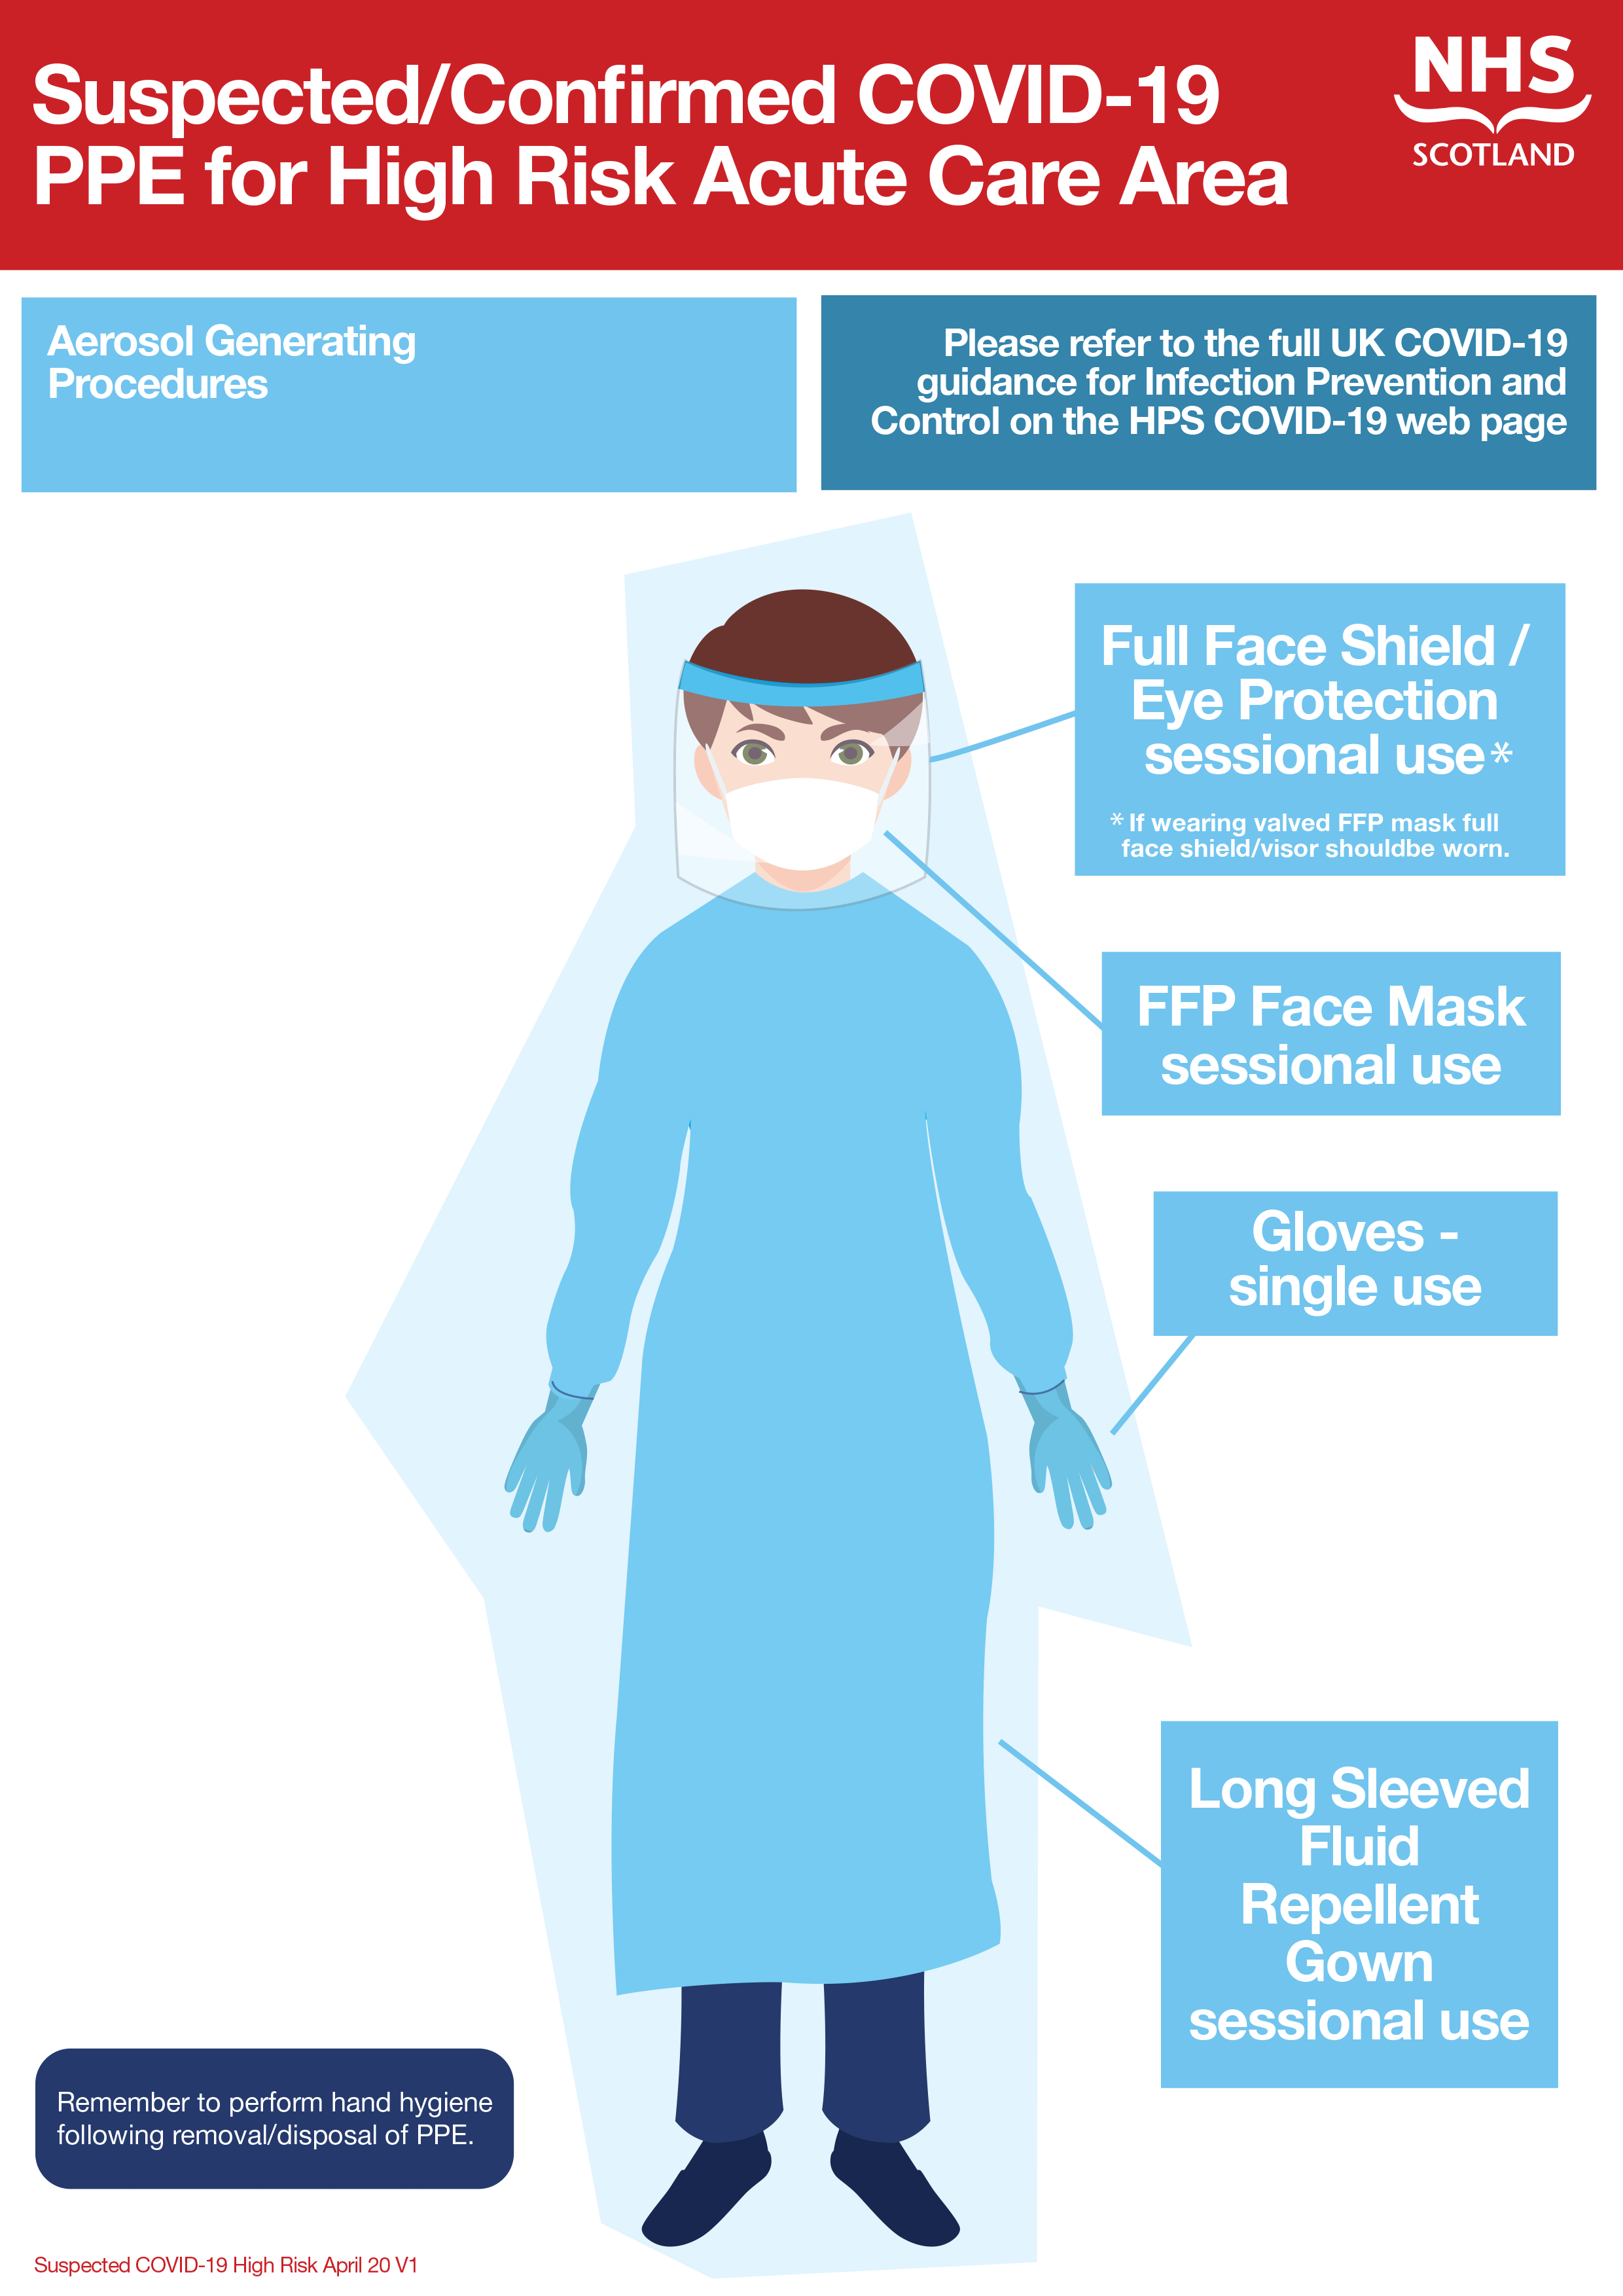 Suspected/Confirmed COVID-19
PPE for High Risk Acute Care Area
NHS
SCOTLAND
Aerosol Generating
Procedures
Please refer to the full UK COVID-19
guidance for Infection Prevention and
Control on the HPS COVID-19 web page
Full Face Shield /
Eye Protection
sessional use*
* If wearing valved FFP mask full
face shield/visor shouldbe worn.
FFP Face Mask
sessional use
Gloves -
single use
Long Sleeved
Fluid
Repellent
Gown
sessional use
Remember to perform hand hygiene
following removal/disposal of PPE.
Suspected COVID-19 High Risk April 20 V1